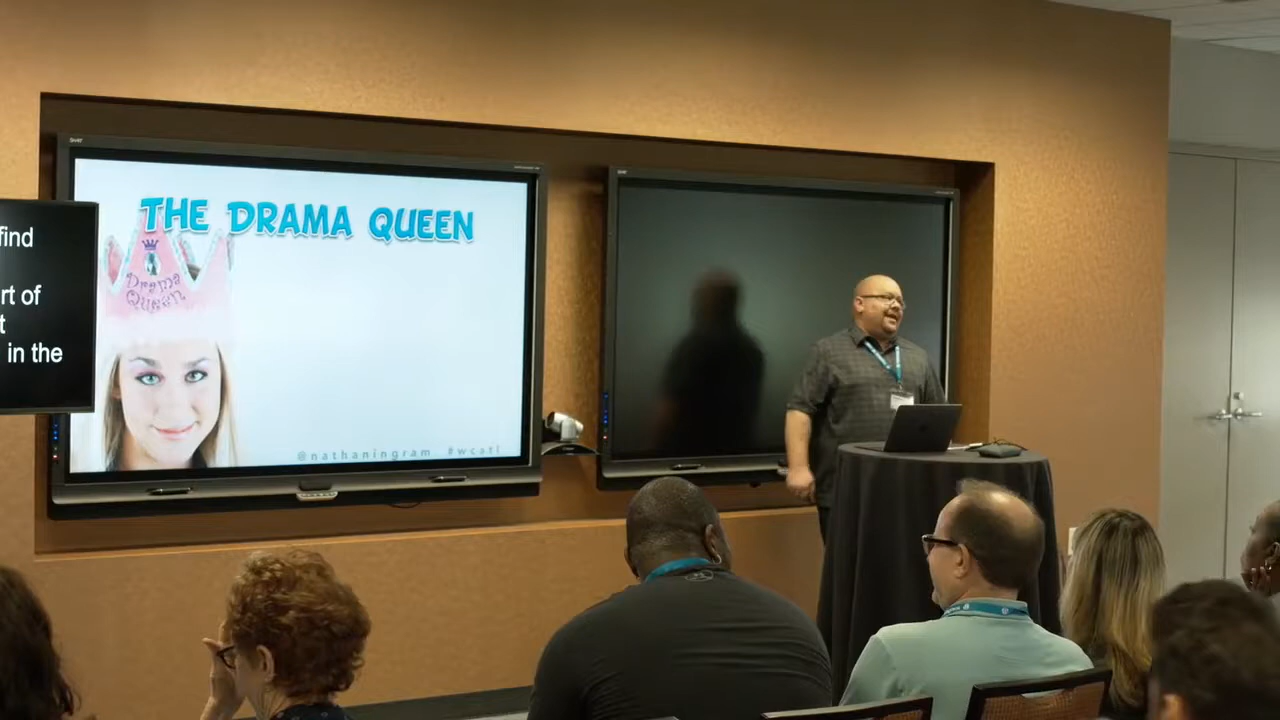 THE DRAMA QUEEN
Drama
Queen
@nathaningram #wcatl
find
rt of
t
in the